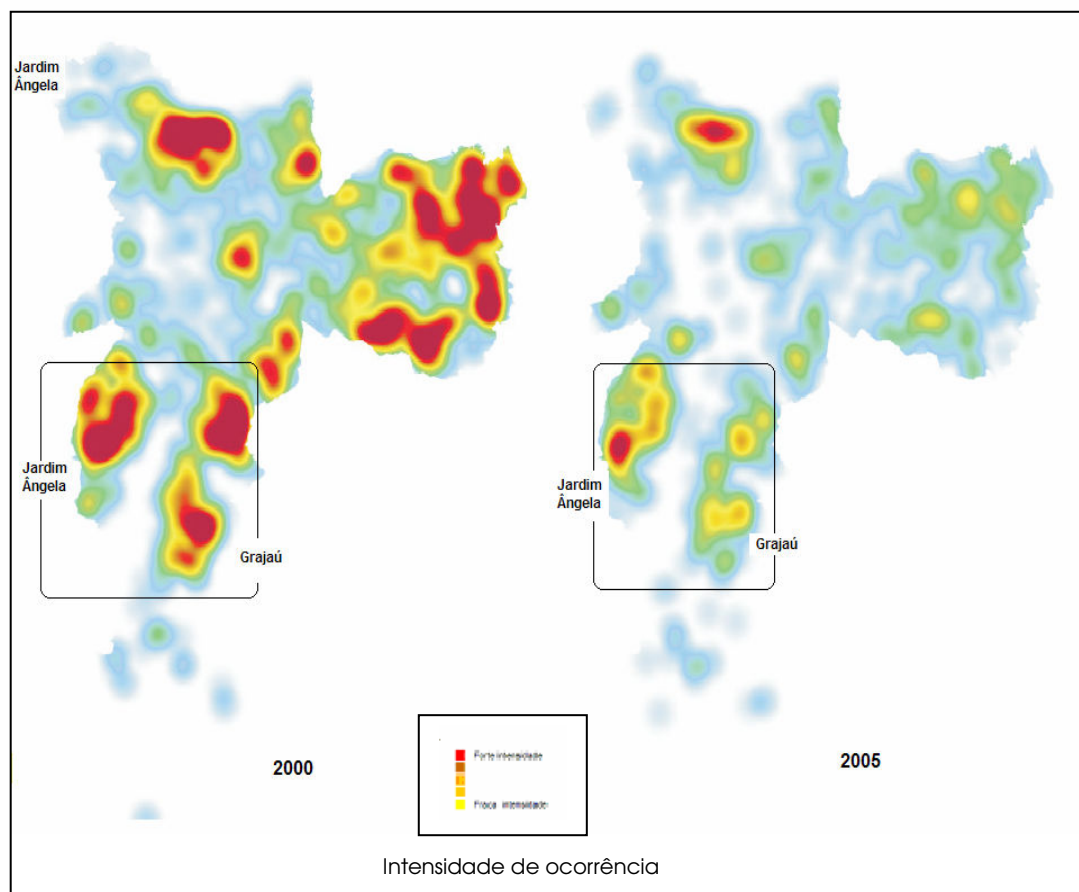 Jardim
Ângela
Jardim
Ângela
Grajaú
Jardim
Ângela
Grajaú
2000
2005
Forte intensidade
Fraca intensidade
Intensidade de ocorrência